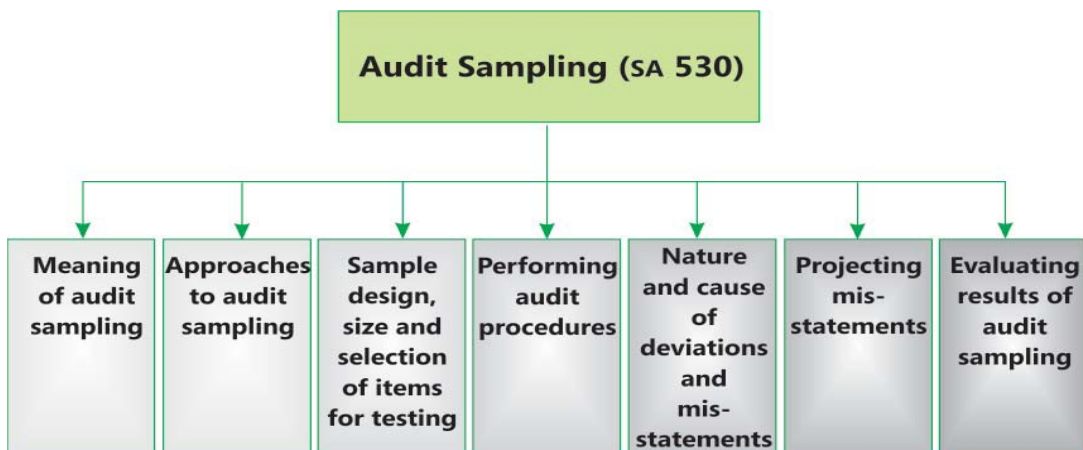 Audit Sampling (SA 530)
Meaning
of audit
sampling
Approaches
to audit
sampling
Sample
design,
size and
selection
of items
for testing
Performing
audit
procedures
Nature
and cause
of
deviations
and
mis-
statements
Projecting
mis-
statements
Evaluating
results of
audit
sampling